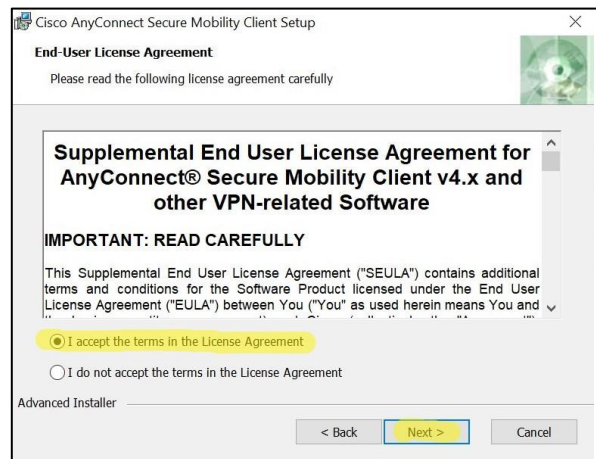 Cisco AnyConnect Secure Mobility Client Setup
End-User License Agreement
Please read the following license agreement carefully
Supplemental End User License Agreement for
AnyConnect® Secure Mobility Client v4.x and
other VPN-related Software
IMPORTANT: READ CAREFULLY
This Supplemental End User License Agreement ("SEULA") contains additional
terms and conditions for the Software Product licensed under the End User
License Agreement ("EULA") between You ("You" as used herein means You and
I accept the terms in the License Agreement
I do not accept the terms in the License Agreement
Advanced Installer
< Back
Next >
Cancel